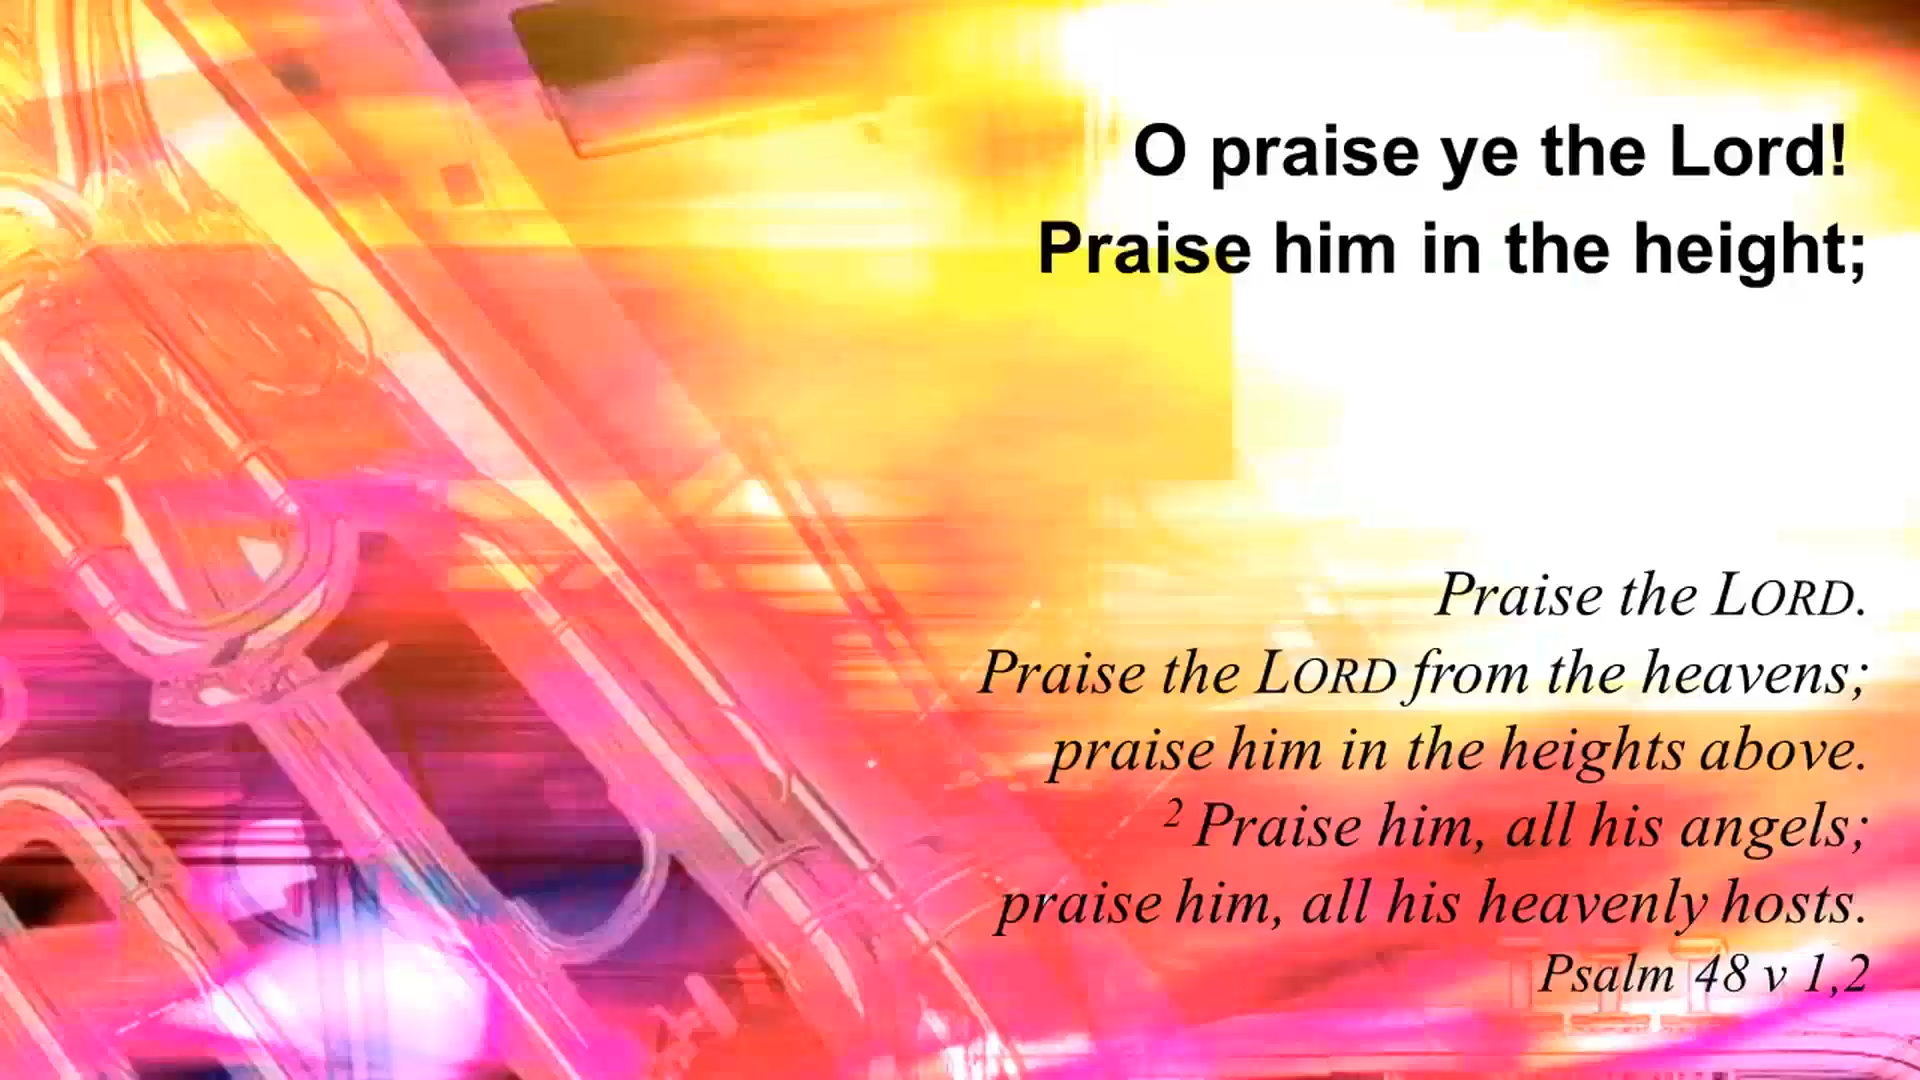 O praise ye the Lord!
Praise him in the height;
Praise the LORD.
Praise the LORD from the heavens;
praise him in the heights above.
2 Praise him, all his angels;
praise him, all his heavenly hosts.
Psalm 48 v 1,2